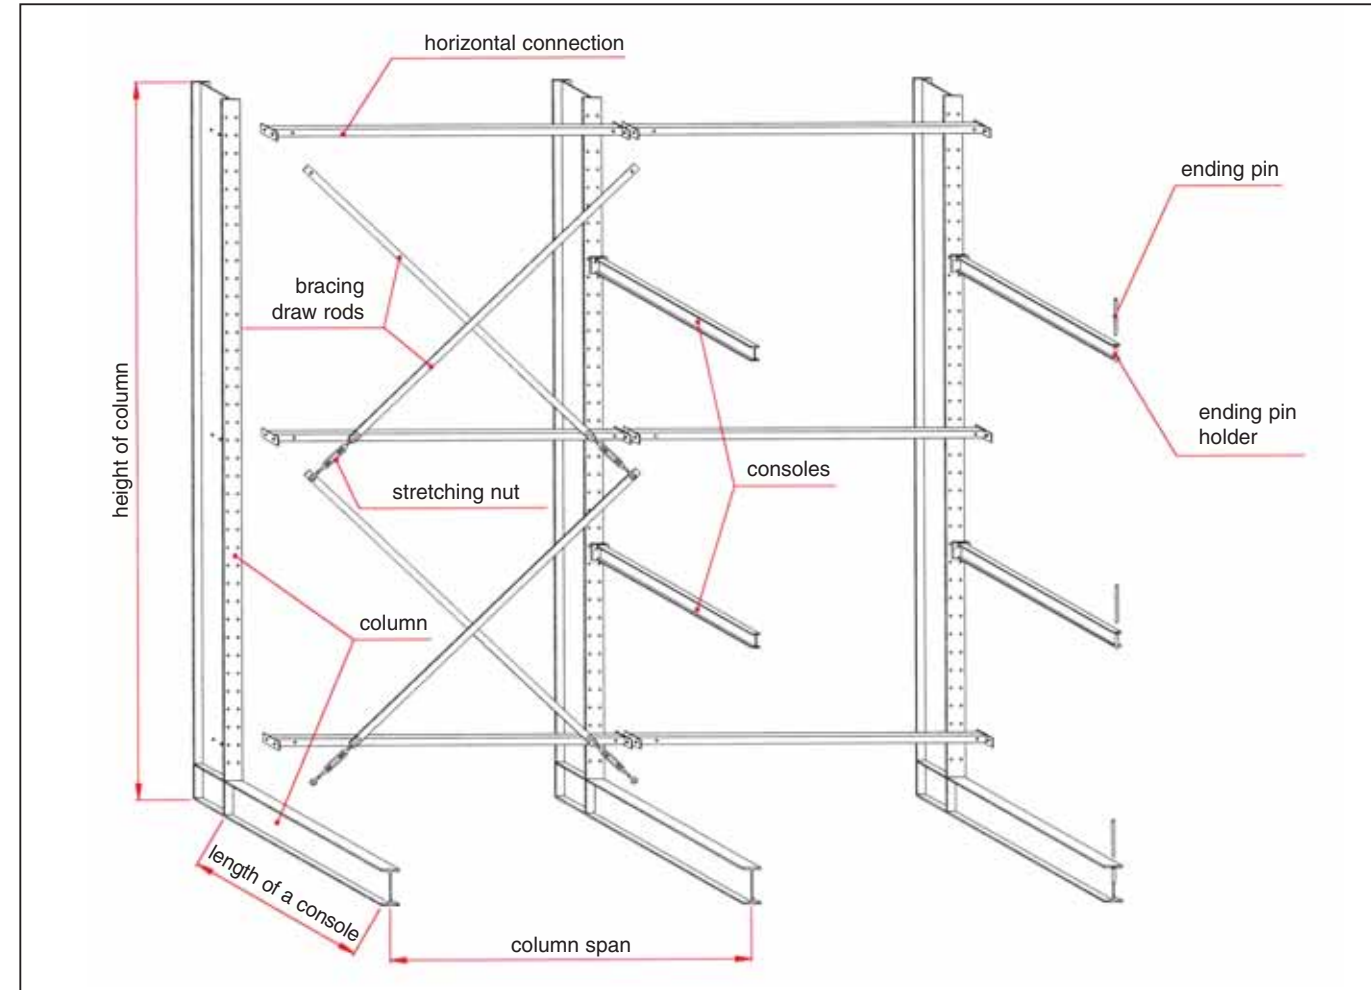 horizontal connection
ending pin
bracing
draw rods
height of column
ending pin
holder
consoles
stretching nut
column
length of a console
column span